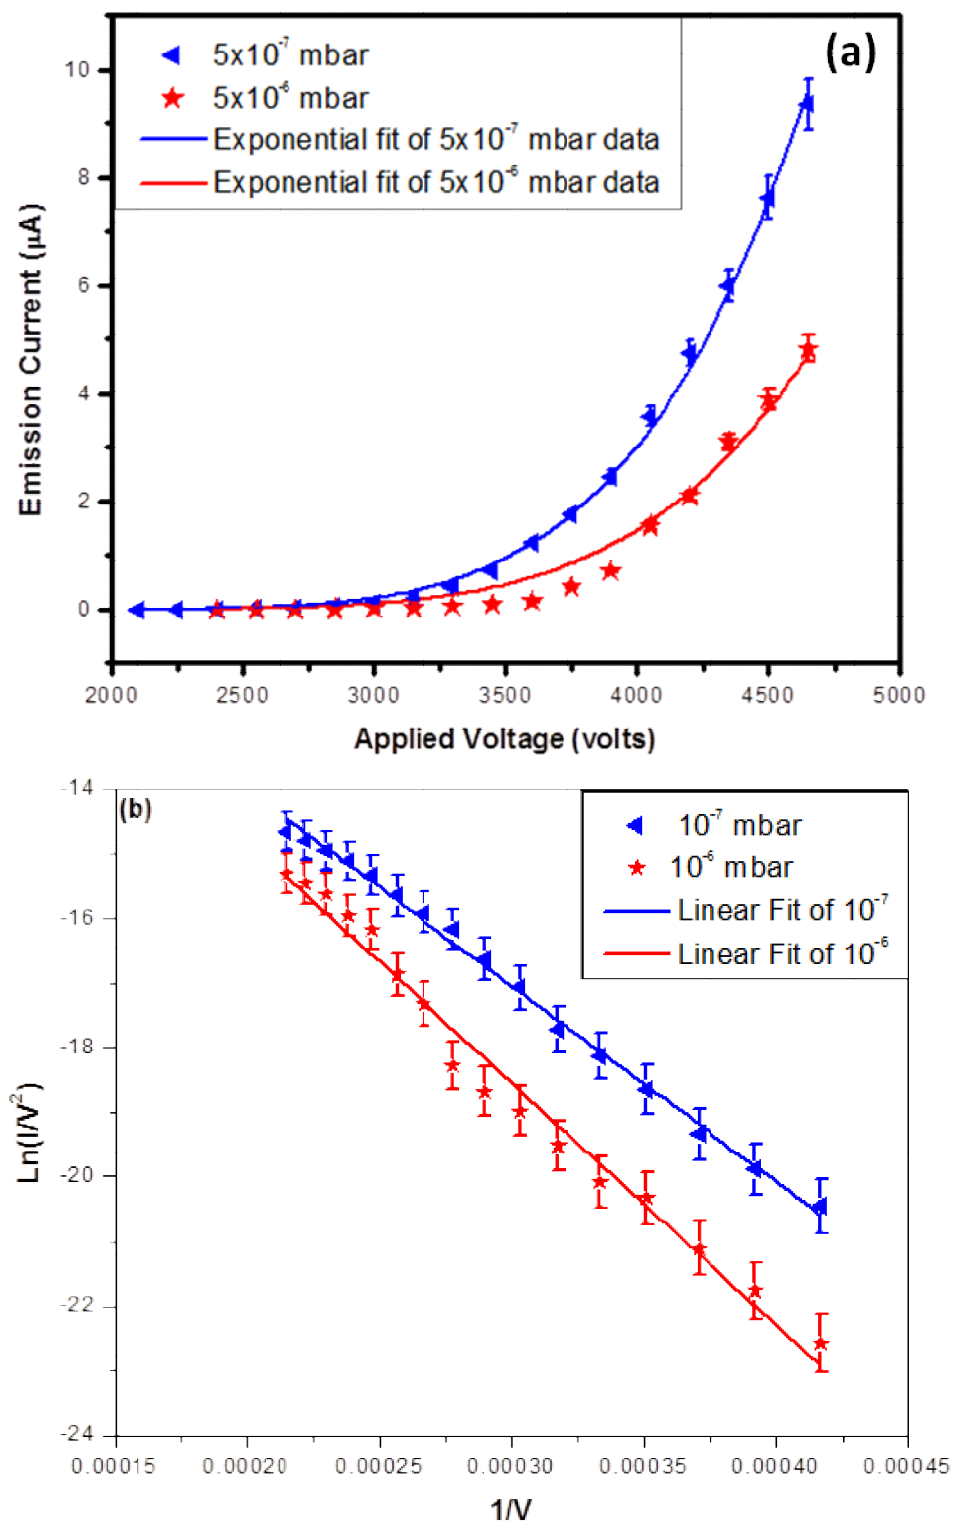 (a)
5x10⁻⁷ mbar
5x10⁻⁶ mbar
Exponential fit of 5x10⁻⁷ mbar data
Exponential fit of 5x10⁻⁶ mbar data
Emission Current (μA)
10
8
6
4
2
0
2000 2500 3000 3500 4000 4500 5000
Applied Voltage (volts)
(b)
10⁻⁷ mbar
10⁻⁶ mbar
Linear Fit of 10⁻⁷
Linear Fit of 10⁻⁶
Ln(I/V²)
-14
-16
-18
-20
-22
-24
0.00015 0.00020 0.00025 0.00030 0.00035 0.00040 0.00045
1/V